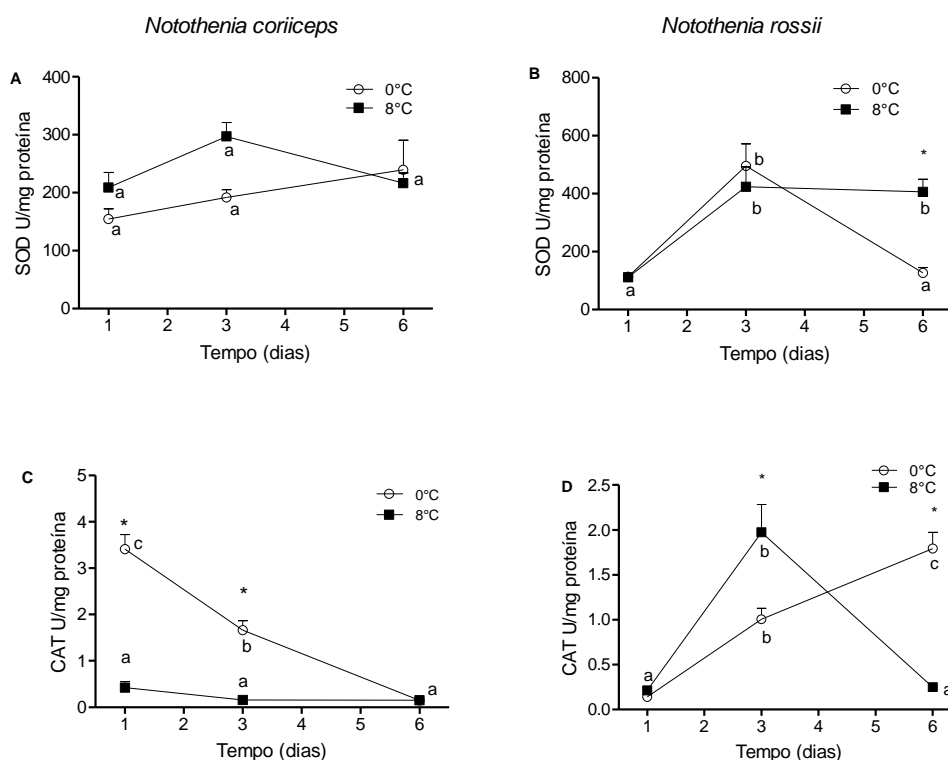 Notothenia coriiceps
Notothenia rossii
A
0°C
8°C
400
300
200
100
0
SOD U/mg proteína
a
a
a
a
a
1 2 3 4 5 6
Tempo (dias)
B
0°C
8°C
800
600
400
200
0
SOD U/mg proteína
a
b
b
*
b
a
1 2 3 4 5 6
Tempo (dias)
C
0°C
8°C
5
4
3
2
1
0
CAT U/mg proteína
*
c
a
*
b
a
a
1 2 3 4 5 6
Tempo (dias)
D
0°C
8°C
2.5
2.0
1.5
1.0
0.5
0.0
CAT U/mg proteína
a
*
b
b
*
c
a
1 2 3 4 5 6
Tempo (dias)